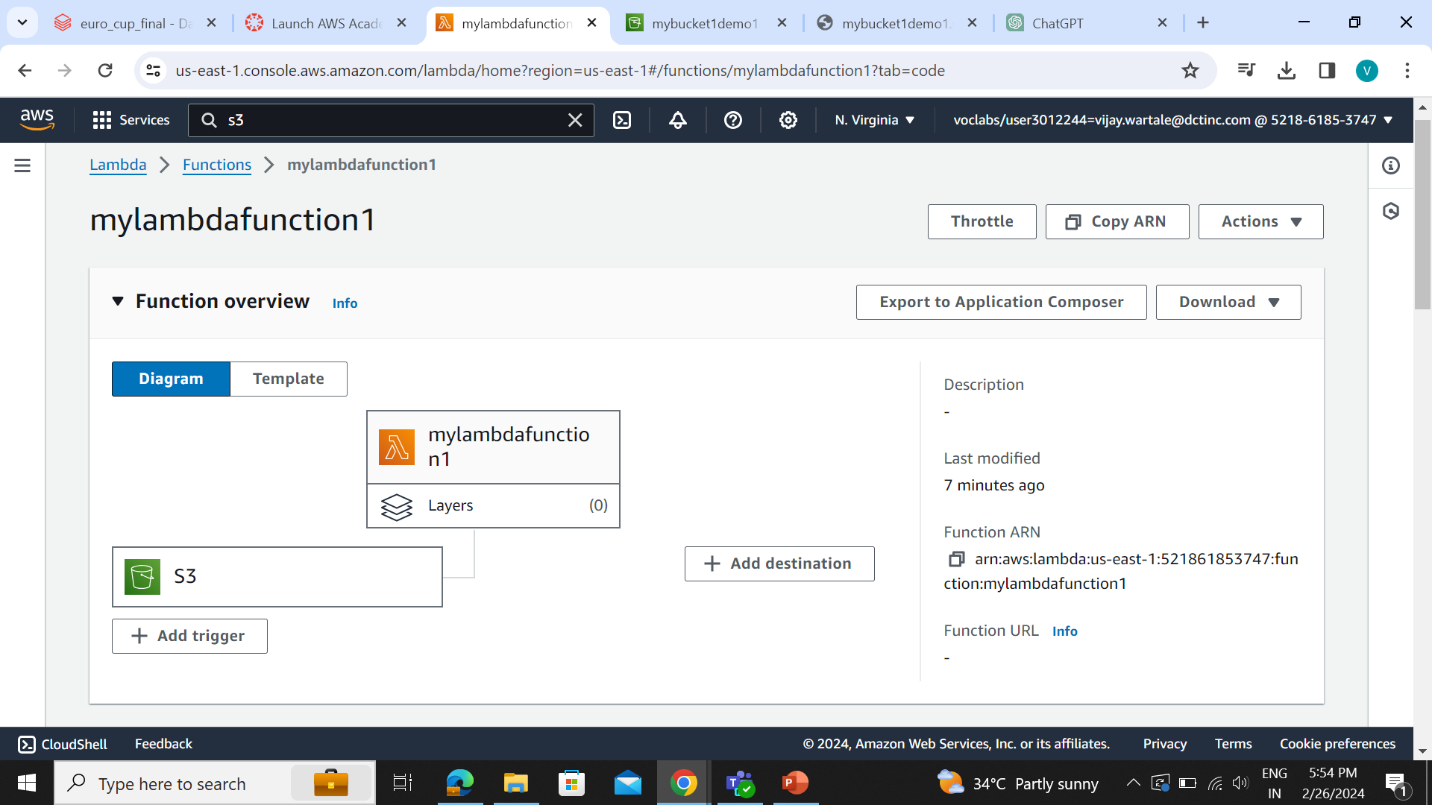 euro_cup_final - Da
Launch AWS Acade
mylambdafunction
mybucket1demo1
mybucket1demo1.
ChatGPT
us-east-1.console.aws.amazon.com/lambda/home?region=us-east-1#/functions/mylambdafunction1?tab=code
V
aws
Services
s3
N. Virginia
voclabs/user3012244=vijay.wartale@dctinc.com @ 5218-6185-3747
Lambda
Functions
mylambdafunction1
mylambdafunction1
Throttle
Copy ARN
Actions
Function overview
Info
Export to Application Composer
Download
Diagram
Template
mylambdafunctio
n1
Layers
(0)
S3
Add trigger
Add destination
Description
-
Last modified
7 minutes ago
Function ARN
arn:aws:lambda:us-east-1:521861853747:fun
ction:mylambdafunction1
Function URL
Info
-
CloudShell
Feedback
© 2024, Amazon Web Services, Inc. or its affiliates.
Privacy
Terms
Cookie preferences
Type here to search
34°C
Partly sunny
ENG
IN
5:54 PM
2/26/2024
1